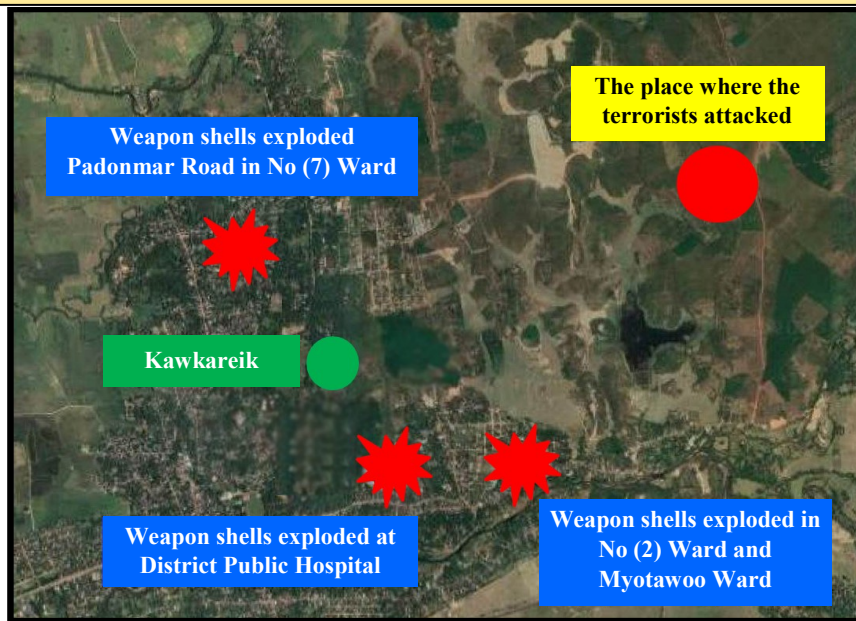 The place where the
terrorists attacked
Weapon shells exploded
Padonmar Road in No (7) Ward
Kawkareik
Weapon shells exploded at
District Public Hospital
Weapon shells exploded in
No (2) Ward and
Myotawoo Ward